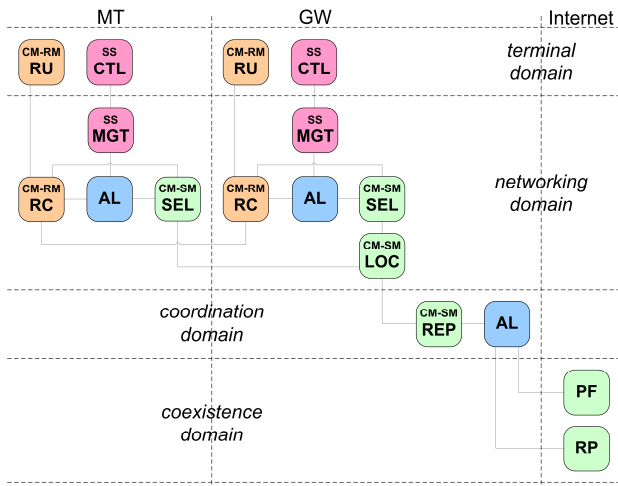 MT GW Internet
CM-RM SS CM-RM SS terminal
RU CTL RU CTL domain
SS SS
MGT MGT
CM-RM CM-SM CM-RM CM-SM networking
RC AL SEL RC AL SEL domain
CM-SM
LOC
coordination CM-SM
domain REP AL
PF
coexistence
domain RP